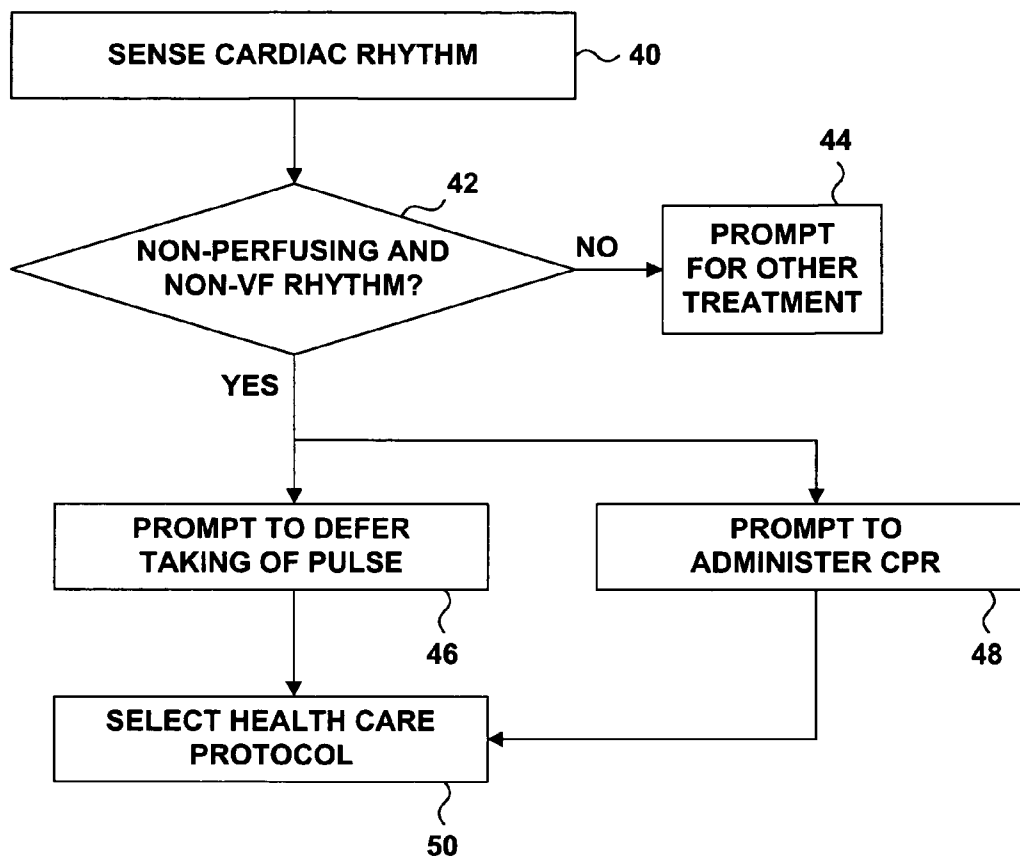 SENSE CARDIAC RHYTHM
40
42
NON-PERFUSING AND
NON-VF RHYTHM?
NO
44
PROMPT
FOR OTHER
TREATMENT
YES
PROMPT TO DEFER
TAKING OF PULSE
46
PROMPT TO
ADMINISTER CPR
48
SELECT HEALTH CARE
PROTOCOL
50